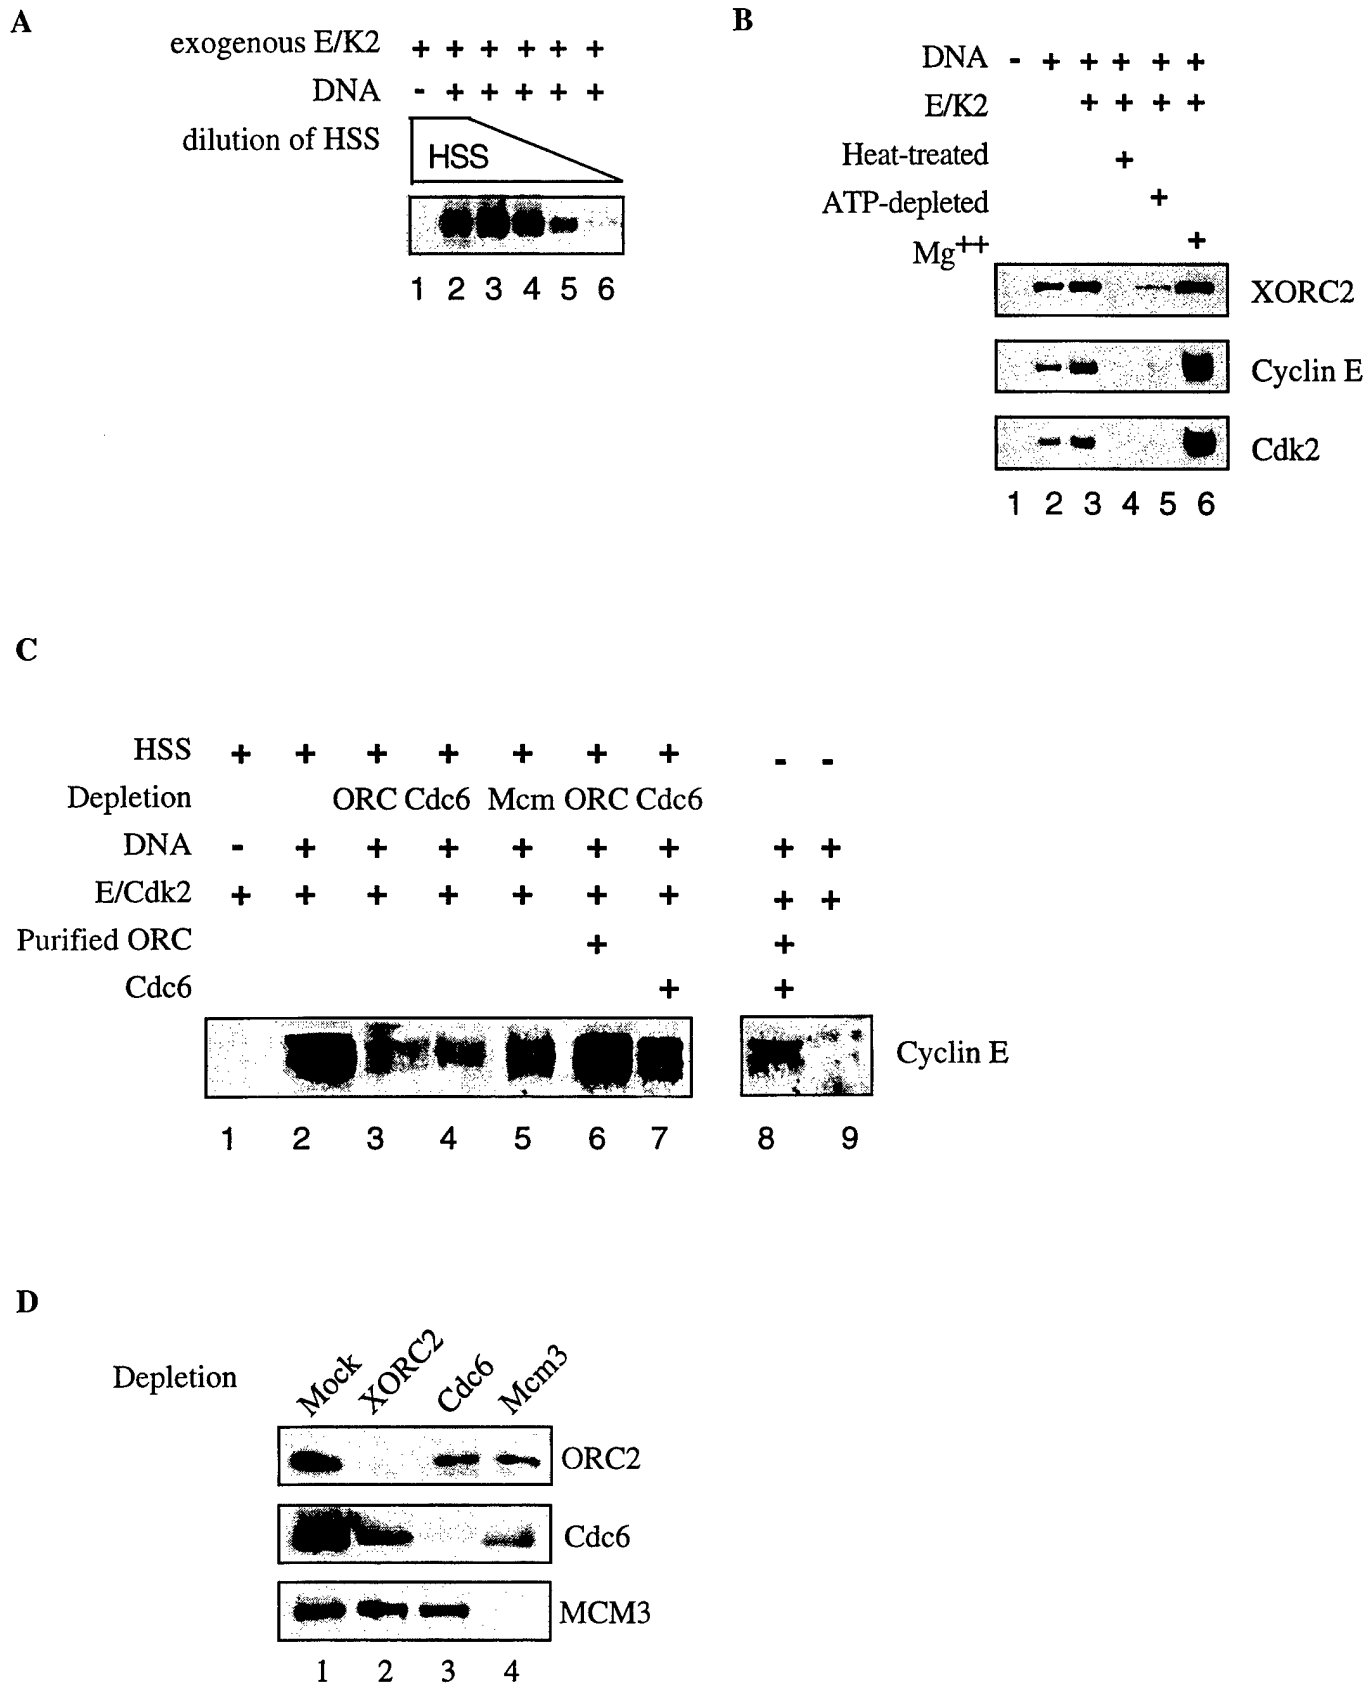 A
exogenous E/K2 + + + + + +
DNA - + + + + +
dilution of HSS
HSS
1 2 3 4 5 6
B
DNA - + + + + +
E/K2 + + + +
Heat-treated +
ATP-depleted +
Mg++ +
XORC2
Cyclin E
Cdk2
1 2 3 4 5 6
C
HSS + + + + + + + - -
Depletion ORC Cdc6 Mcm ORC Cdc6
DNA - + + + + + + + +
E/Cdk2 + + + + + + + + +
Purified ORC + +
Cdc6 + +
Cyclin E
1 2 3 4 5 6 7 8 9
D
Depletion Mock XORC2 Cdc6 Mcm3
ORC2
Cdc6
MCM3
1 2 3 4